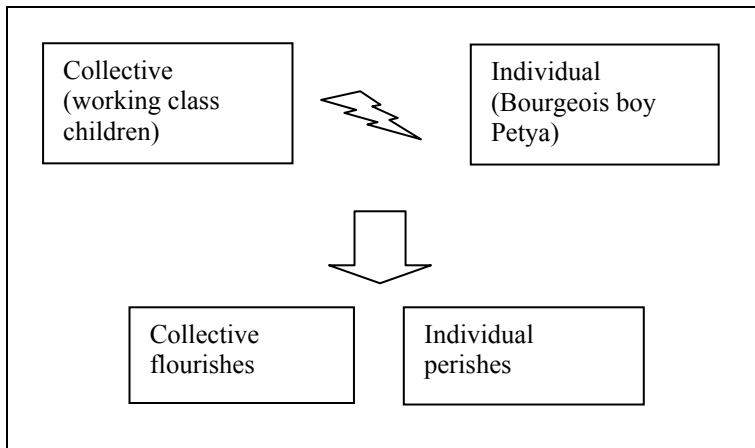 Collective
(working class
children)
Individual
(Bourgeois boy
Petya)
Collective
flourishes
Individual
perishes